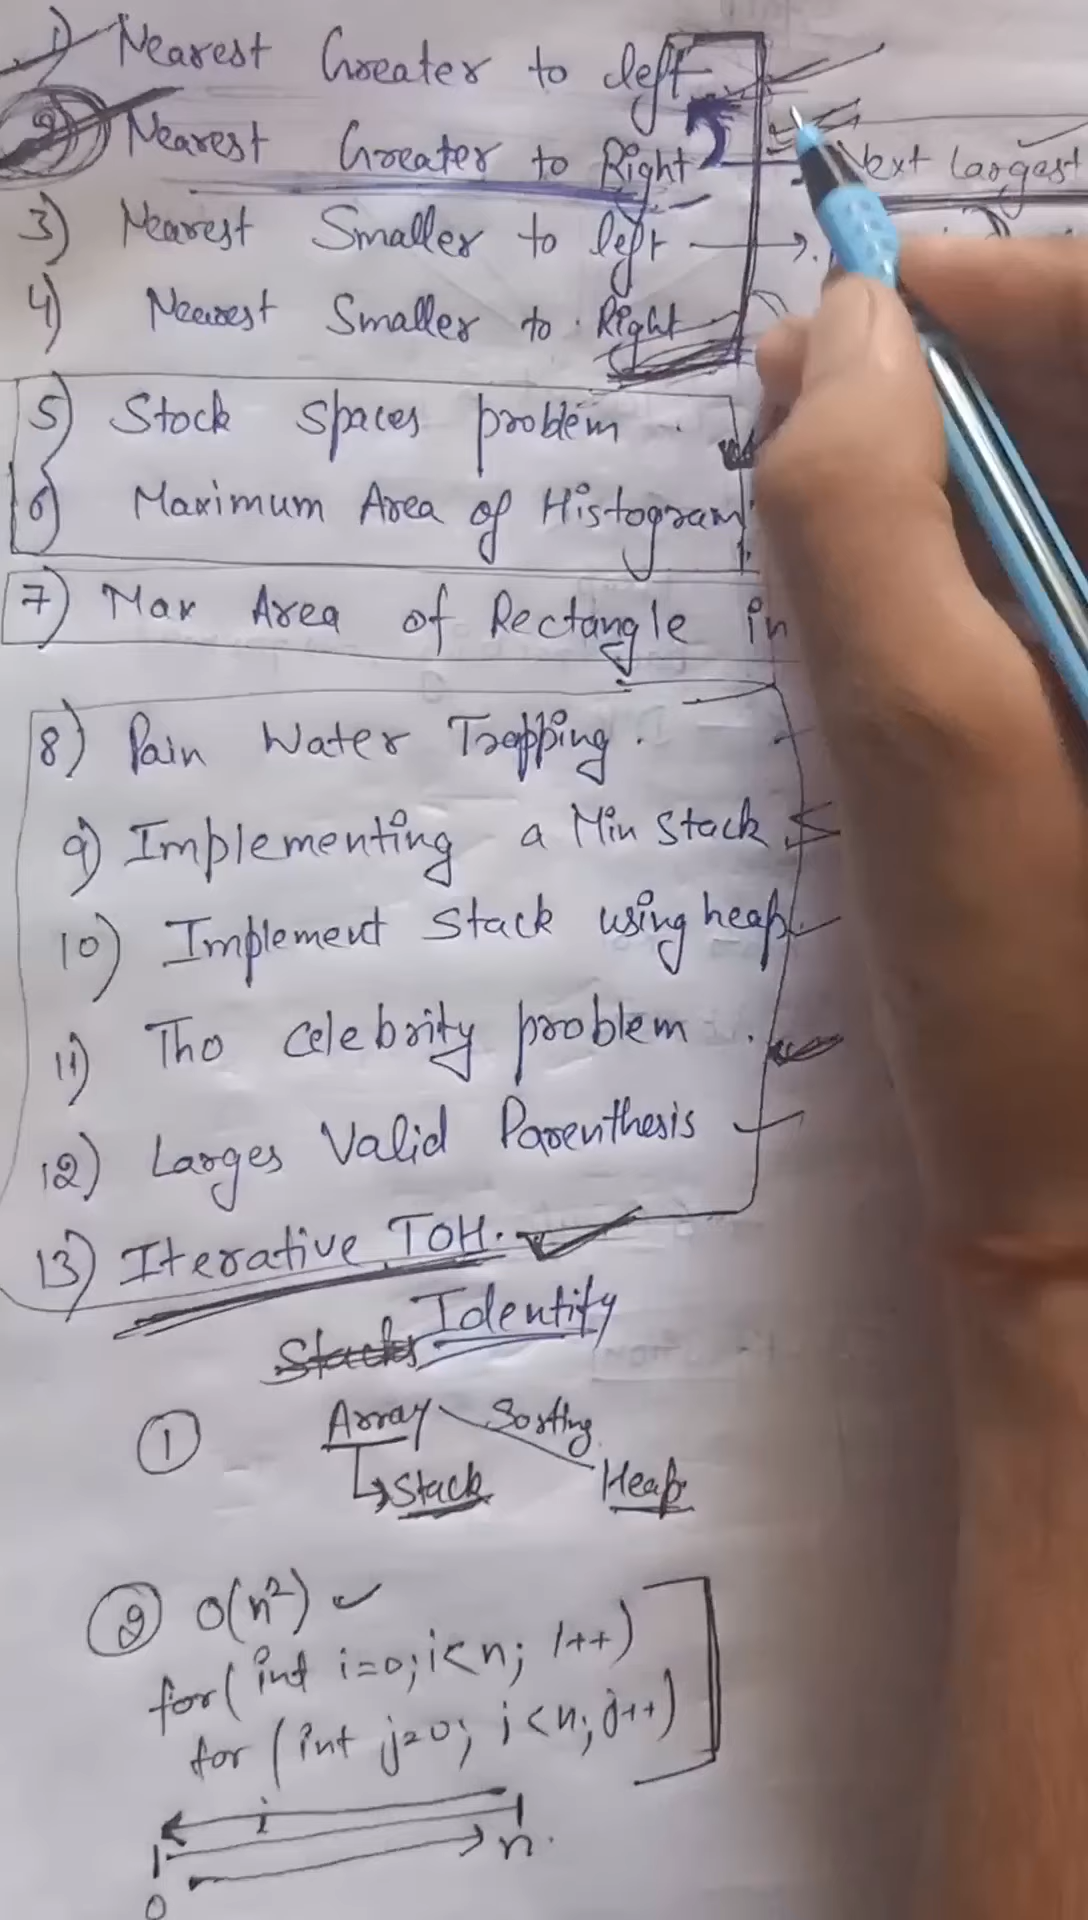 1) Nearest Greater to left
2) Nearest Greater to Right Next largest
3) Nearest Smaller to left
4) Nearest Smaller to Right
5) Stock spaces problem
6) Maximum Area of Histogram
7) Max Area of Rectangle in
8) Rain Water Trapping.
9) Implementing a Min Stack
10) Implement Stack using heap.
11) The Celebrity problem.
12) Larges Valid Parenthesis
13) Iterative TOH.
Stacks Identify
1 Array Sorting
Stack Heap
2 O(n²)
for(int i=0;i<n; i++)
for (int j=0; j<n; j++)
i
0 n.